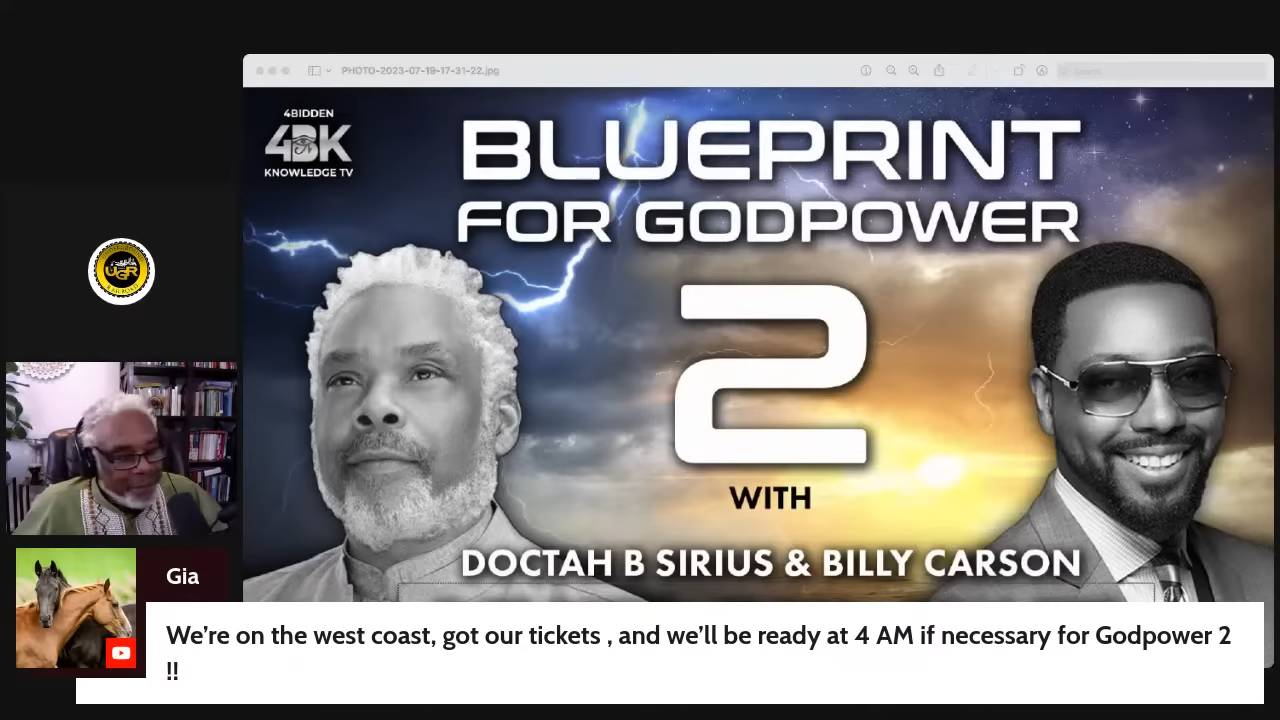 PHOTO-2023-07-19-17-31-22.jpg
Search
4BIDDEN
4BK
KNOWLEDGE TV
BLUEPRINT
FOR GODPOWER
2
WITH
DOCTAH B SIRIUS & BILLY CARSON
UGR
Gia
We’re on the west coast, got our tickets , and we’ll be ready at 4 AM if necessary for Godpower 2
!!